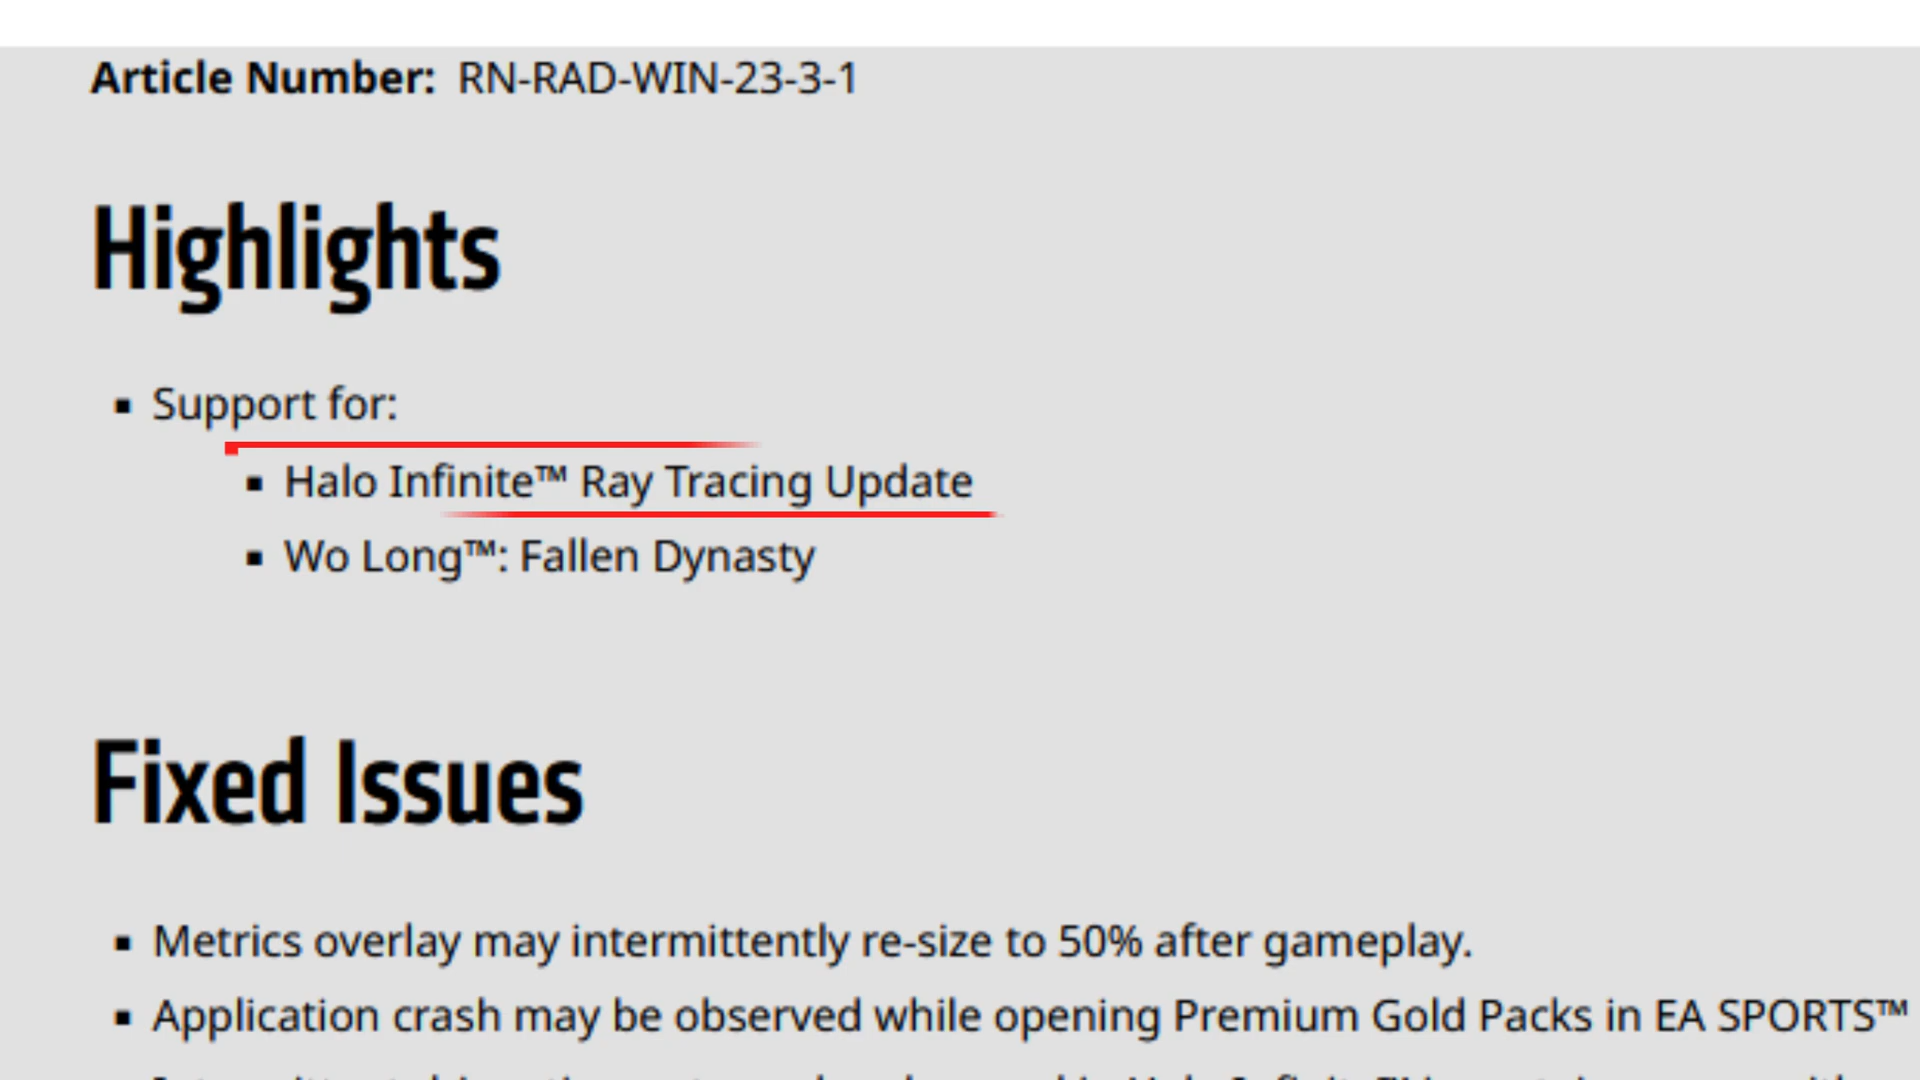 Article Number: RN-RAD-WIN-23-3-1
Highlights
▪ Support for:
▪ Halo Infinite™ Ray Tracing Update
▪ Wo Long™: Fallen Dynasty
Fixed Issues
▪ Metrics overlay may intermittently re-size to 50% after gameplay.
▪ Application crash may be observed while opening Premium Gold Packs in EA SPORTS™